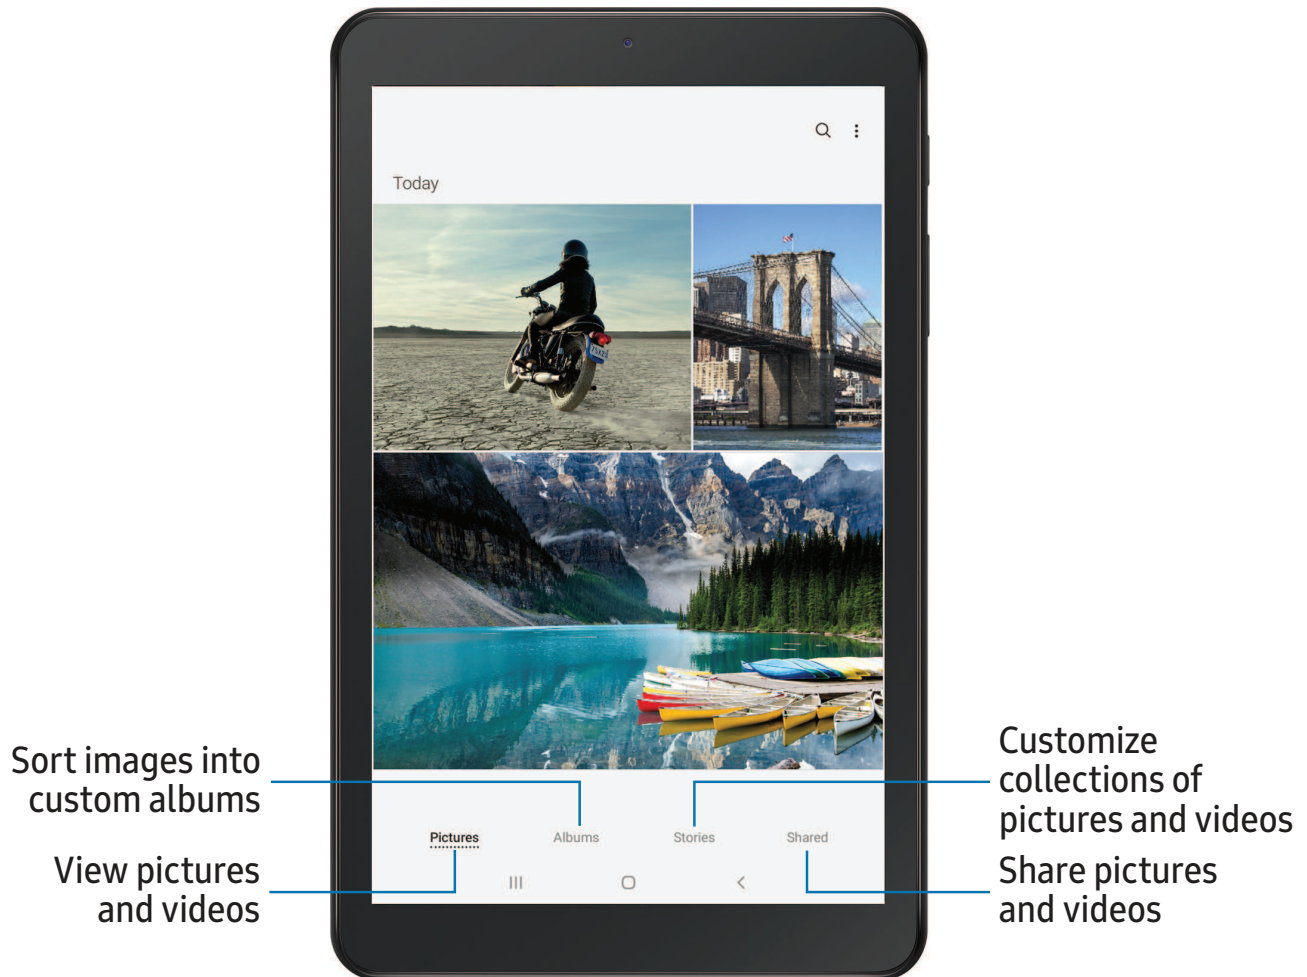 Today
Sort images into
custom albums
Customize
collections of
pictures and videos
Pictures
Albums
Stories
Shared
View pictures
and videos
Share pictures
and videos